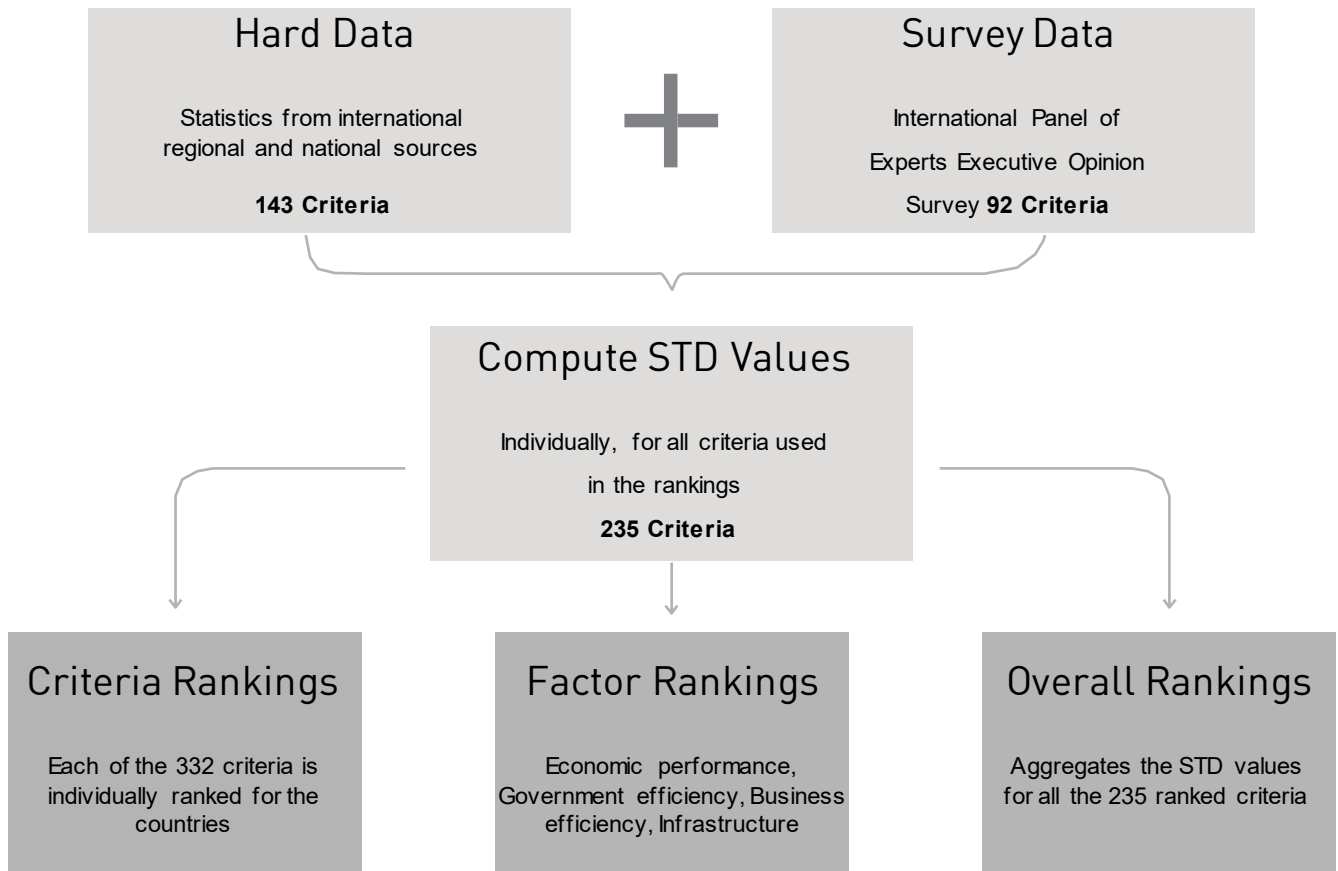 Hard Data
Statistics from international
regional and national sources
143 Criteria
Survey Data
International Panel of
Experts Executive Opinion
Survey 92 Criteria
Compute STD Values
Individually, for all criteria used
in the rankings
235 Criteria
Criteria Rankings
Each of the 332 criteria is
individually ranked for the
countries
Factor Rankings
Economic performance,
Government efficiency, Business
efficiency, Infrastructure
Overall Rankings
Aggregates the STD values
for all the 235 ranked criteria